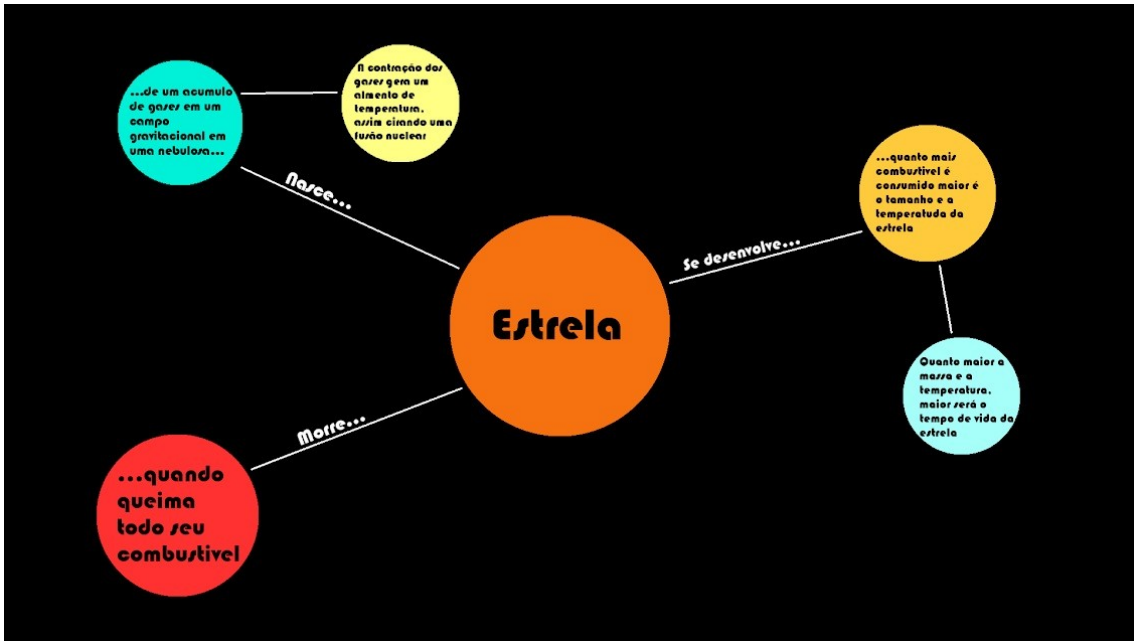 ...de um acumulo
de gases em um
campo
gravitacional em
uma nebulosa...
A contração dos
gases gera um
almento de
temperatura,
assim cirando uma
fusão nuclear
Nasce...
Estrela
Se desenvolve...
...quanto mais
combustivel é
consumido maior é
o tamanho e a
temperatuda da
estrela
Quanto maior a
massa e a
temperatura,
maior será o
tempo de vida da
estrela
Morre...
...quando
queima
todo seu
combustivel